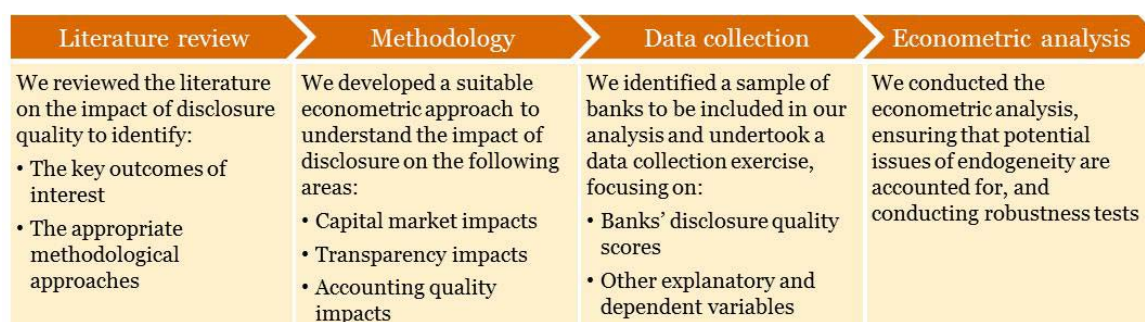 Literature review
Methodology
Data collection
Econometric analysis
We reviewed the literature
on the impact of disclosure
quality to identify:
• The key outcomes of
interest
• The appropriate
methodological
approaches
We developed a suitable
econometric approach to
understand the impact of
disclosure on the following
areas:
• Capital market impacts
• Transparency impacts
• Accounting quality
impacts
We identified a sample of
banks to be included in our
analysis and undertook a
data collection exercise,
focusing on:
• Banks' disclosure quality
scores
• Other explanatory and
dependent variables
We conducted the
econometric analysis,
ensuring that potential
issues of endogeneity are
accounted for, and
conducting robustness tests